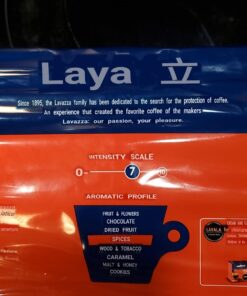 Laya 立
Since 1895, the Lavazza family has been dedicated to the search for the protection of coffee.
An experience that created the favorite coffee of the makers
Lavazza: our passion, your pleasure.
INTENSITY SCALE
0 7 10
AROMATIC PROFILE
FRUIT & FLOWERS
CHOCOLATE
DRIED FRUIT
SPICES
WOOD & TOBACCO
CARAMEL
MALT & HONEY
COOKIES